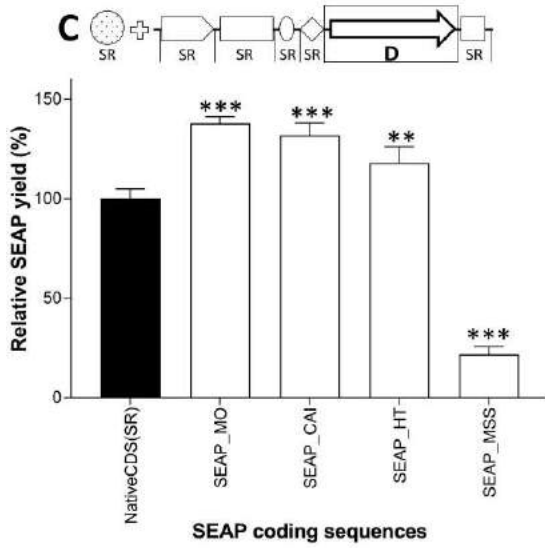 C
SR SR SR SR SR D SR
Relative SEAP yield (%)
150
100
50
0
***
***
**
***
NativeCDS(SR)
SEAP_MO
SEAP_CAI
SEAP_HT
SEAP_MSS
SEAP coding sequences